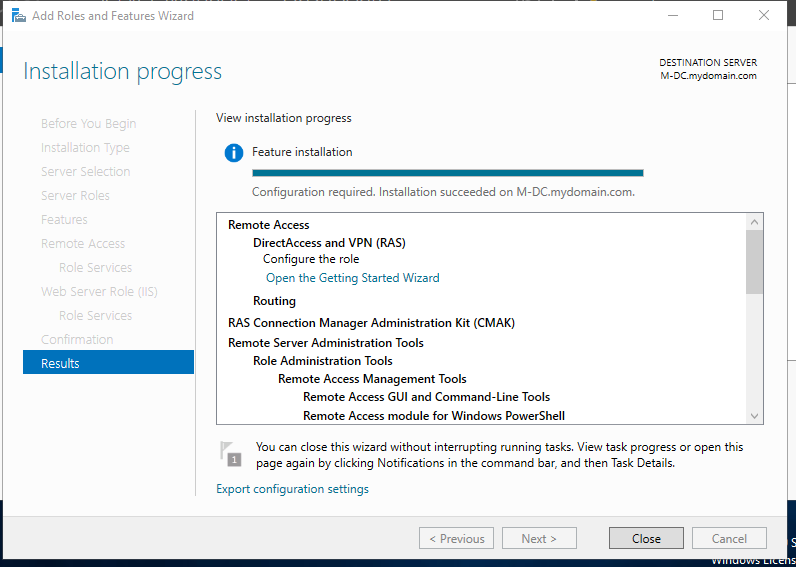 Add Roles and Features Wizard
Installation progress
DESTINATION SERVER
M-DC.mydomain.com
Before You Begin
Installation Type
Server Selection
Server Roles
Features
Remote Access
Role Services
Web Server Role (IIS)
Role Services
Confirmation
Results
View installation progress
Feature installation
Configuration required. Installation succeeded on M-DC.mydomain.com.
Remote Access
DirectAccess and VPN (RAS)
Configure the role
Open the Getting Started Wizard
Routing
RAS Connection Manager Administration Kit (CMAK)
Remote Server Administration Tools
Role Administration Tools
Remote Access Management Tools
Remote Access GUI and Command-Line Tools
Remote Access module for Windows PowerShell
1
You can close this wizard without interrupting running tasks. View task progress or open this
page again by clicking Notifications in the command bar, and then Task Details.
Export configuration settings
< Previous
Next >
Close
Cancel
Windows Licens